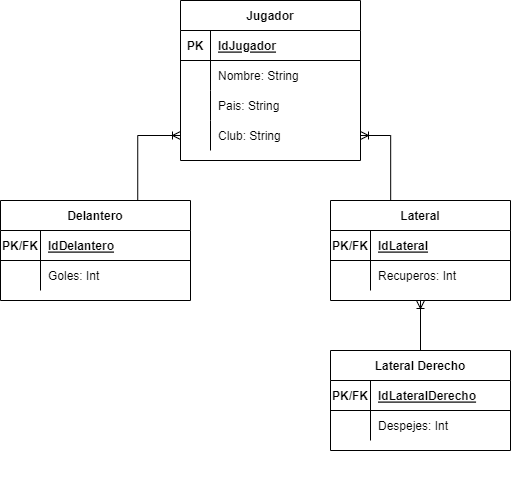 Jugador
PK IdJugador
Nombre: String
Pais: String
Club: String
Delantero
PK/FK IdDelantero
Goles: Int
Lateral
PK/FK IdLateral
Recuperos: Int
Lateral Derecho
PK/FK IdLateralDerecho
Despejes: Int